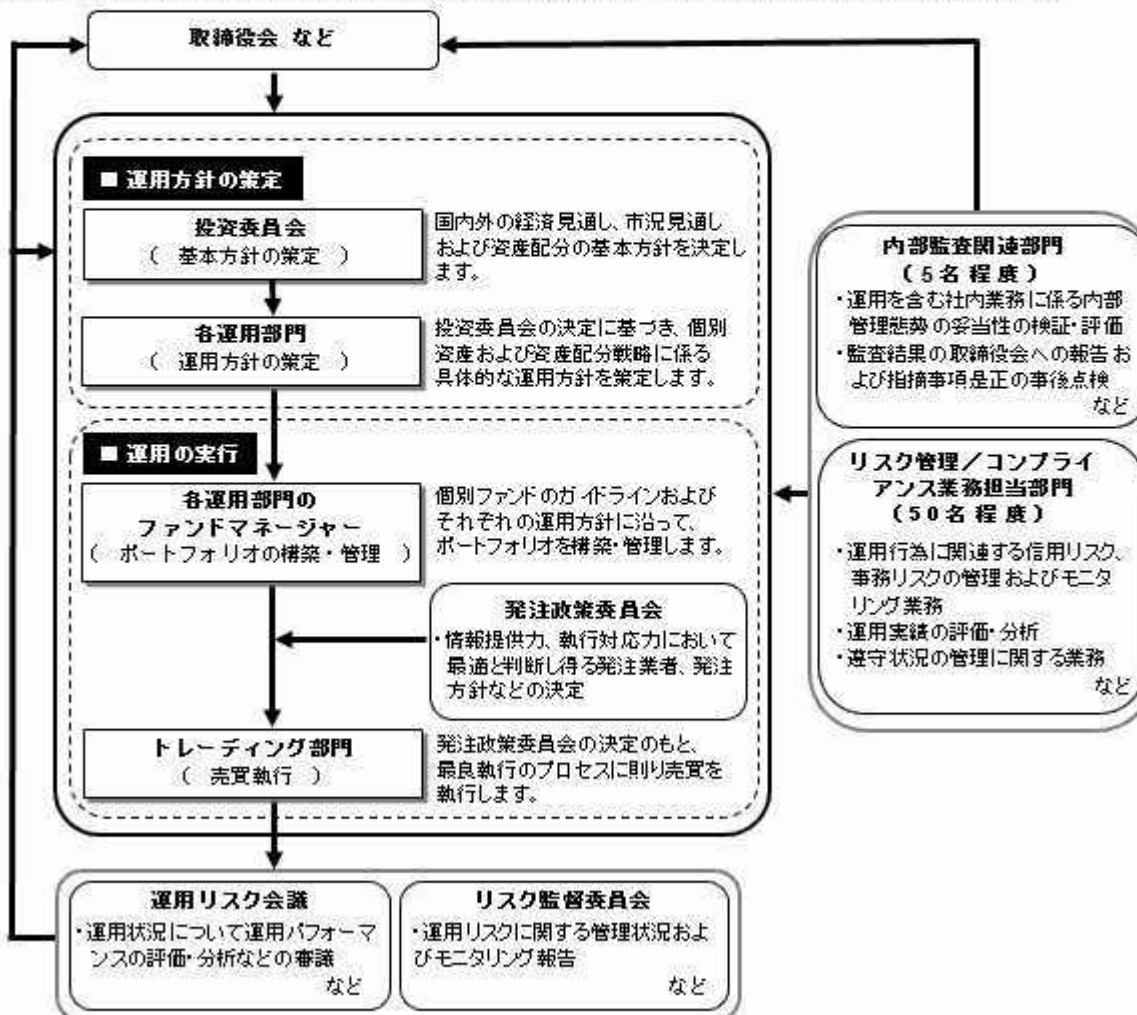 取締役会 など
■ 運用方針の策定
投資委員会
（ 基本方針の策定 ）
国内外の経済見通し、市況見通し
および資産配分の基本方針を決定し
ます。
各運用部門
（ 運用方針の策定 ）
投資委員会の決定に基づき、個別
資産および資産配分戦略に係る
具体的な運用方針を策定します。
■ 運用の実行
各運用部門の
ファンドマネージャー
（ ポートフォリオの構築・管理 ）
個別ファンドのガイドラインおよび
それぞれの運用方針に沿って、
ポートフォリオを構築・管理します。
発注政策委員会
・情報提供力、執行対応力において
最適と判断し得る発注業者、発注
方針などの決定
トレーディング部門
（ 売買執行 ）
発注政策委員会の決定のもと、
最良執行のプロセスに則り売買を
執行します。
運用リスク会議
・運用状況について運用パフォーマ
ンスの評価・分析などの審議
など
リスク監督委員会
・運用リスクに関する管理状況およ
びモニタリング報告
など
内部監査関連部門
（５名程度）
・運用を含む社内業務に係る内部
管理態勢の妥当性の検証・評価
・監査結果の取締役会への報告お
よび指摘事項是正の事後点検
など
リスク管理／コンプライ
アンス業務担当部門
（５０名程度）
・運用行為に関連する信用リスク、
事務リスクの管理およびモニタ
リング業務
・運用実績の評価・分析
・遵守状況の管理に関する業務
など